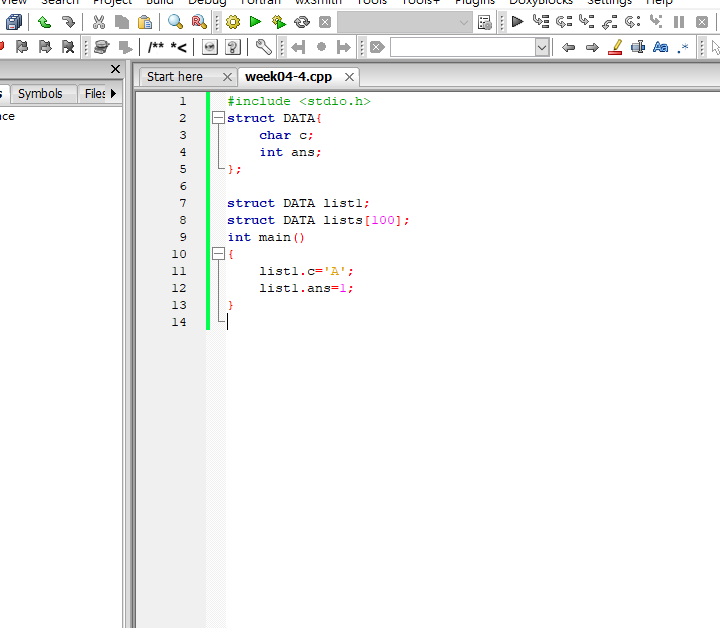 View Search Project Build Debug Fortran wxSmith Tools Tools+ Plugins DoxyBlocks Settings Help
/** *<
Aa .*
Start here
week04-4.cpp
Symbols
Files
1 #include <stdio.h>
2 struct DATA{
3 char c;
4 int ans;
5 };
6
7 struct DATA list1;
8 struct DATA lists[100];
9 int main()
10 {
11 list1.c='A';
12 list1.ans=1;
13 }
14